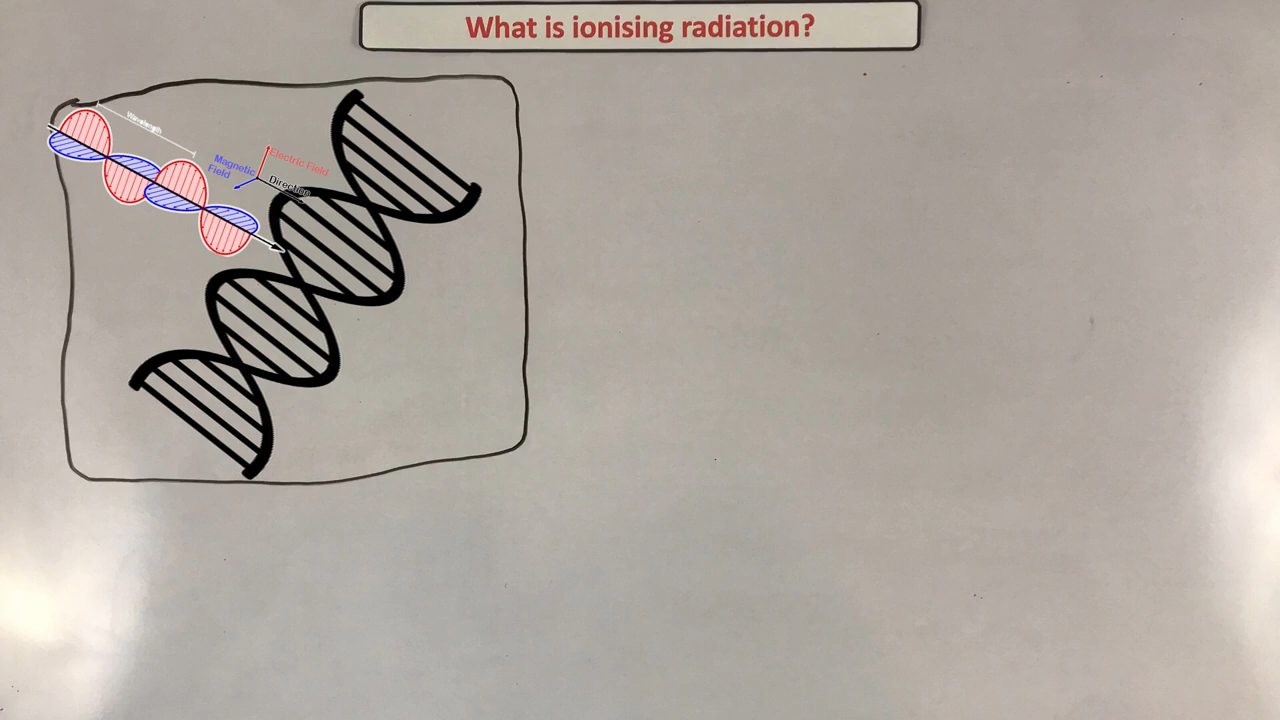 What is ionising radiation?
Wavelength
Magnetic
Field
Electric Field
Direction